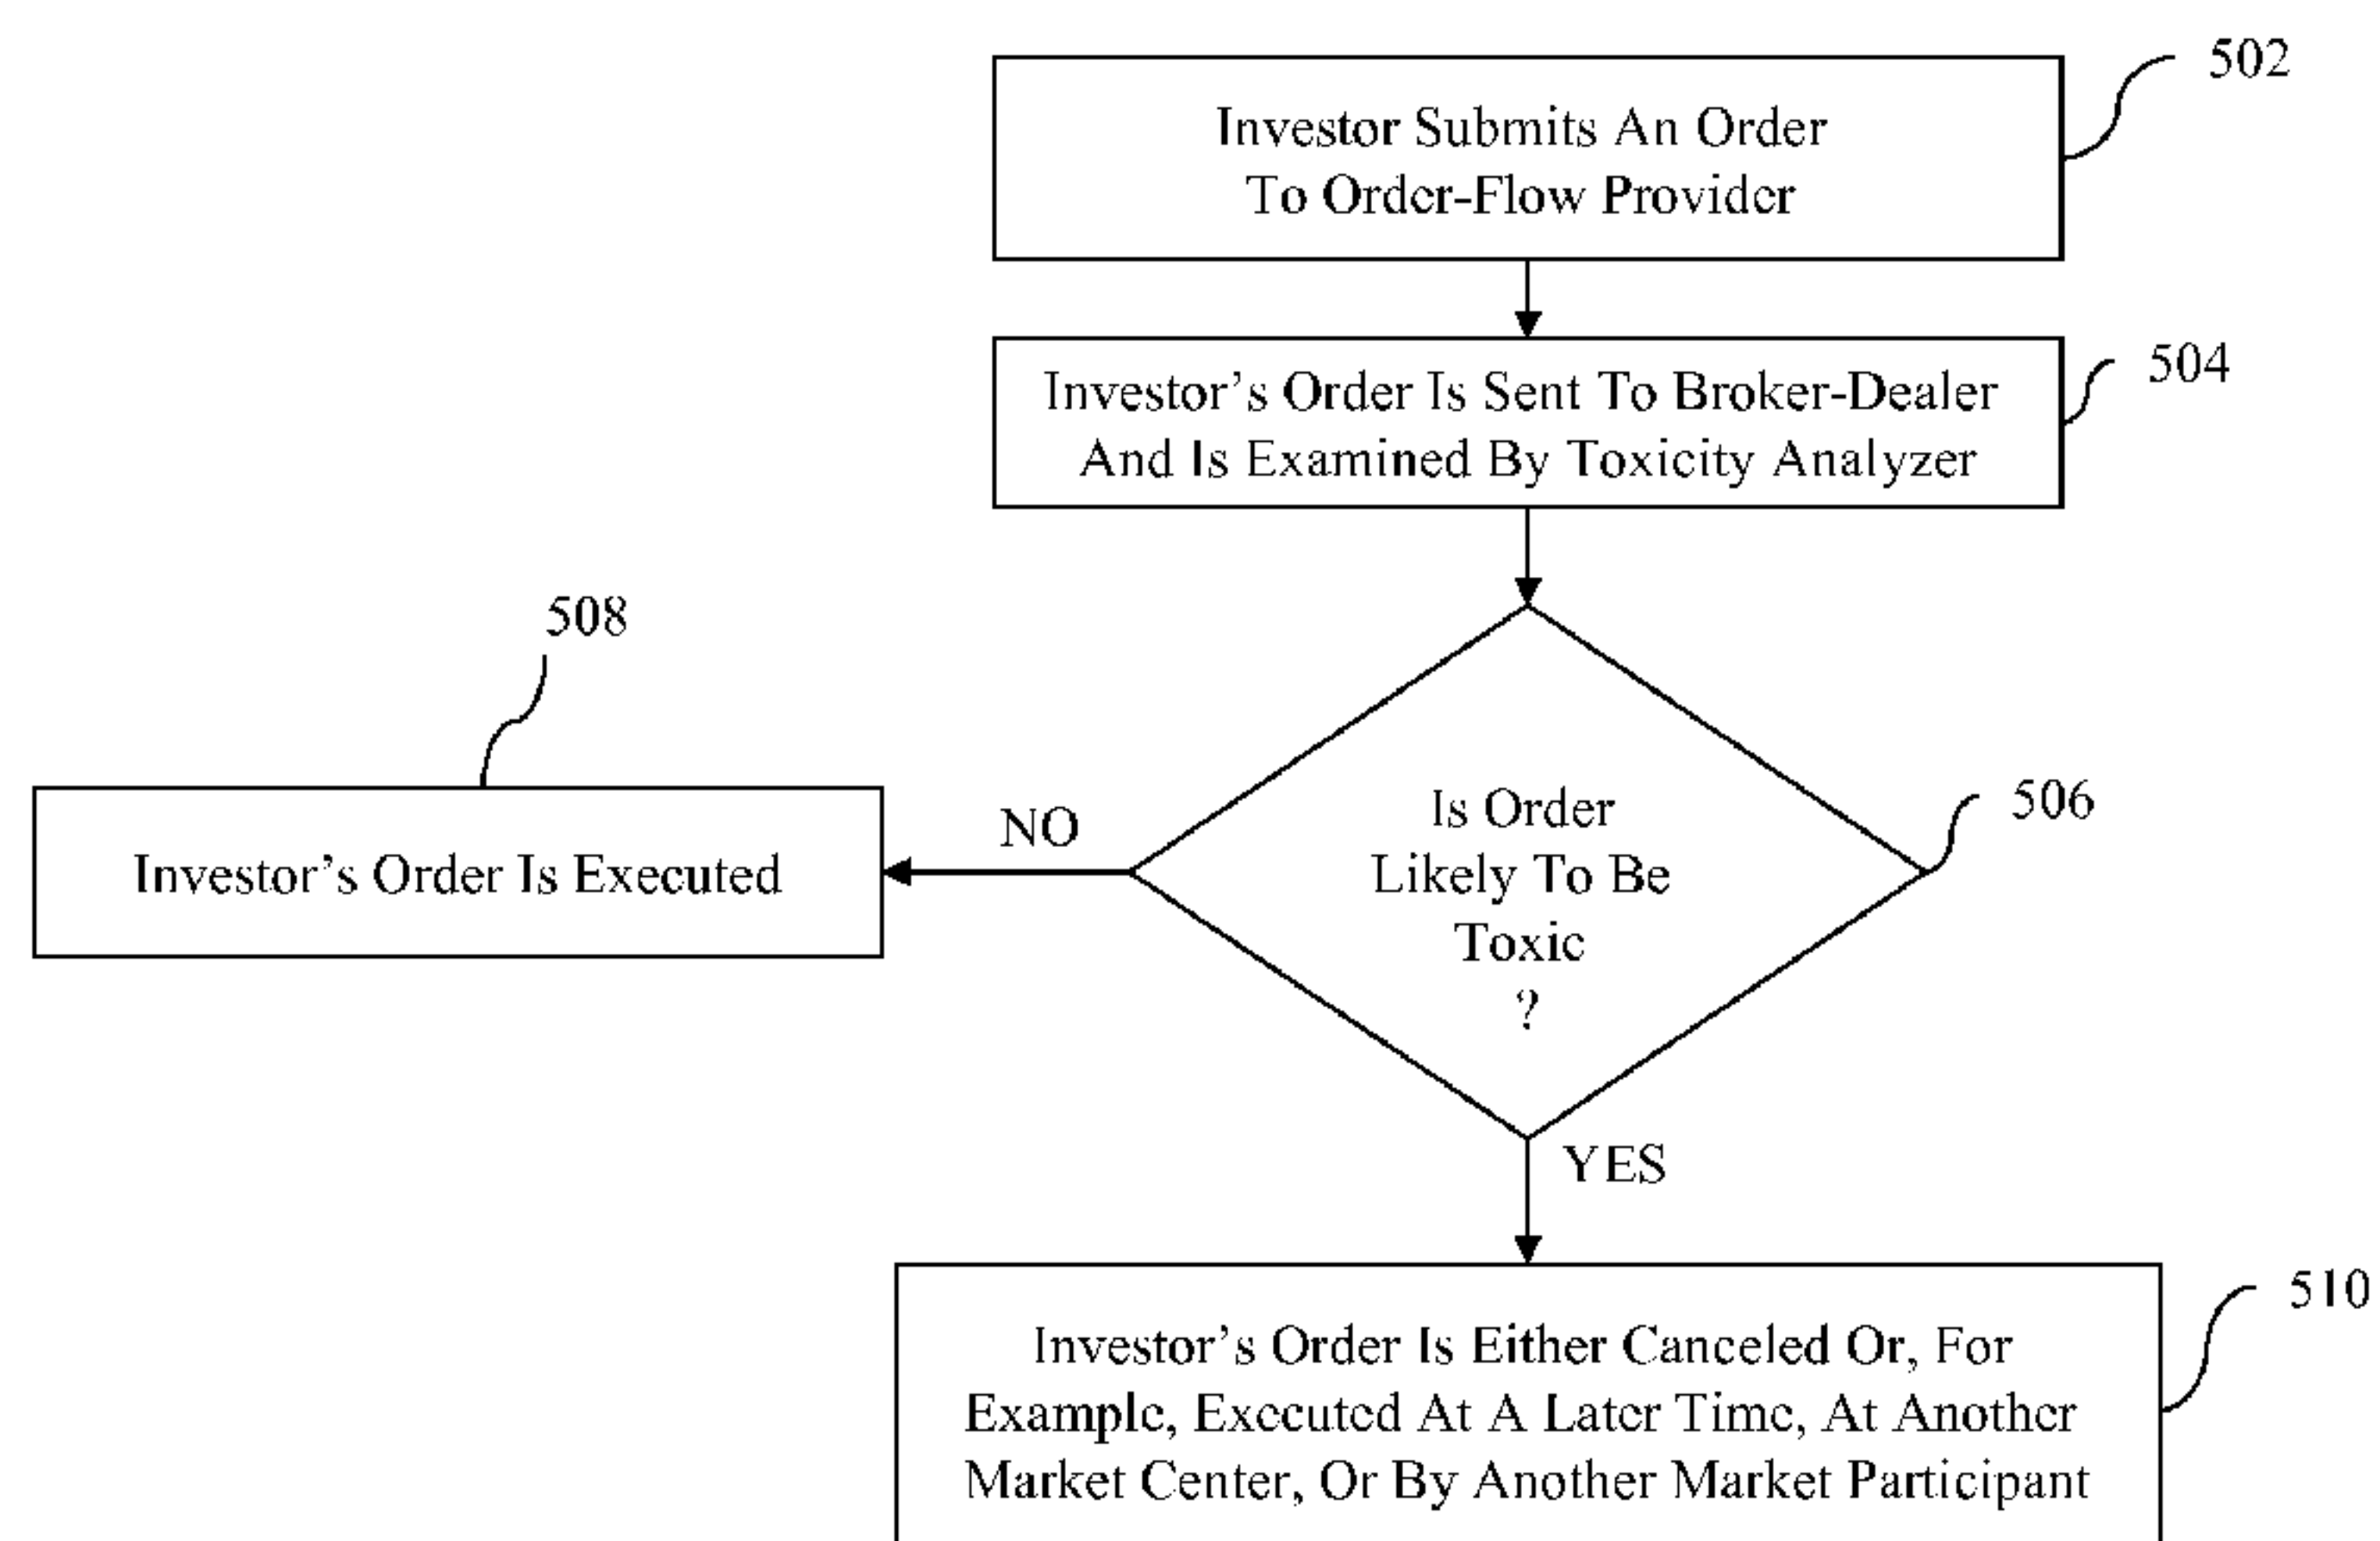 502
Investor Submits An Order
To Order-Flow Provider
504
Investor's Order Is Sent To Broker-Dealer
And Is Examined By Toxicity Analyzer
508
506
Is Order
Likely To Be
Toxic
?
NO
Investor's Order Is Executed
YES
510
Investor's Order Is Either Canceled Or, For
Example, Executed At A Later Time, At Another
Market Center, Or By Another Market Participant